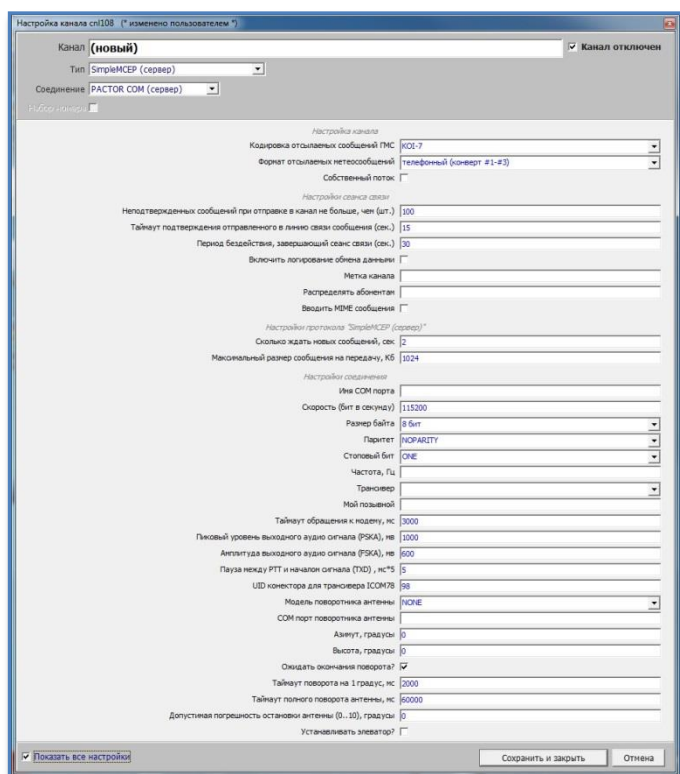 Настройка канала cnl108 (* изменено пользователем *)
Канал (новый) Канал отключен
Тип SimpleMCEP (сервер)
Соединение PACTOR COM (сервер)
Набор номера
Настройка канала
Кодировка отсылаемых сообщений ГМС KOI-7
Формат отсылаемых метеосообщений телефонный (конверт #1-#3)
Собственный поток
Настройки сеанса связи
Неподтвержденных сообщений при отправке в канал не больше, чем (шт.) 100
Таймаут подтверждения отправленного в линию связи сообщения (сек.) 15
Период бездействия, завершающий сеанс связи (сек.) 30
Включить логирование обмена данными
Метка канала
Распределять абонентам
Вводить MIME сообщения
Настройки протокола "SimpleMCEP (сервер)"
Сколько ждать новых сообщений, сек 2
Максимальный размер сообщения на передачу, Кб 1024
Настройки соединения
Имя COM порта
Скорость (бит в секунду) 115200
Размер байта 8 бит
Паритет NOPARITY
Стоповый бит ONE
Частота, Гц
Трансивер
Мой позывной
Таймаут обращения к модему, мс 3000
Пиковый уровень выходного аудио сигнала (PSKA), мв 1000
Амплитуда выходного аудио сигнала (FSKA), мв 600
Пауза между PTT и началом сигнала (TXD) , мс*5 5
UID конектора для трансивера ICOM78 98
Модель поворотника антенны NONE
COM порт поворотника антенны
Азимут, градусы 0
Высота, градусы 0
Ожидать окончания поворота?
Таймаут поворота на 1 градус, мс 2000
Таймаут полного поворота антенны, мс 60000
Допустимая погрешность остановки антенны (0..10), градусы 0
Устанавливать элеватор?
Показать все настройки Сохранить и закрыть Отмена